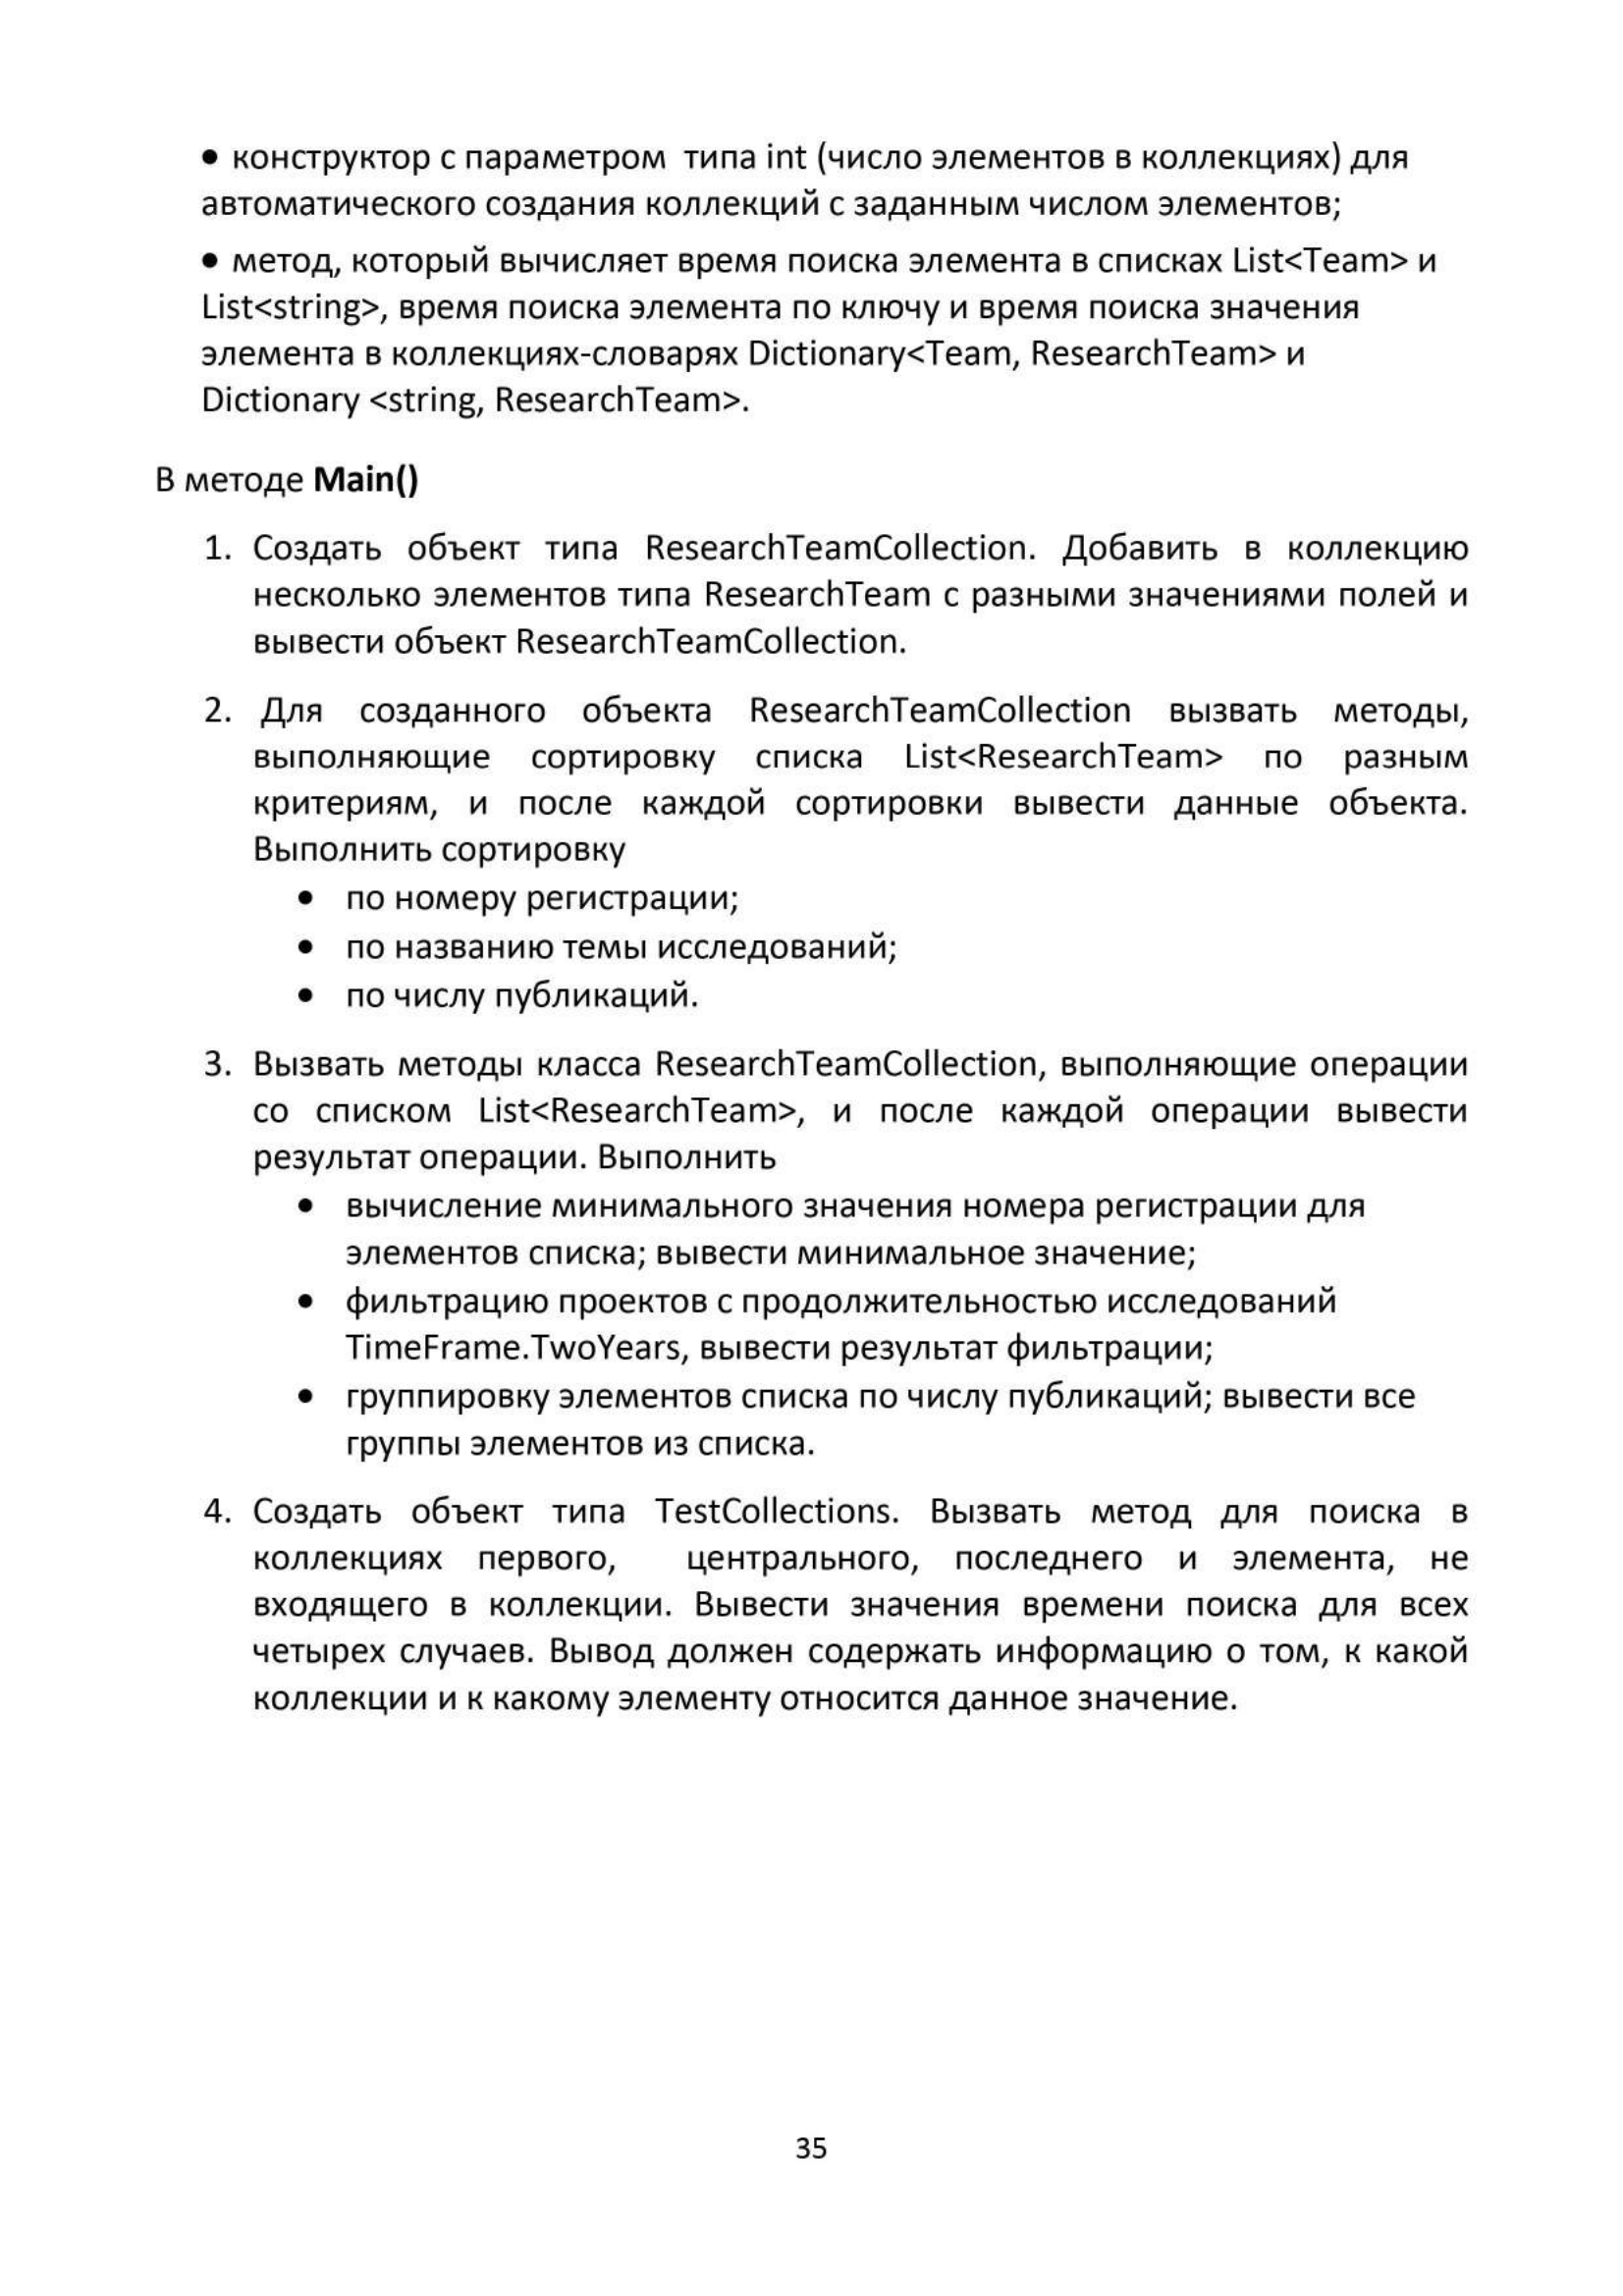 • конструктор с параметром типа int (число элементов в коллекциях) для
автоматического создания коллекций с заданным числом элементов;
• метод, который вычисляет время поиска элемента в списках List<Team> и
List<string>, время поиска элемента по ключу и время поиска значения
элемента в коллекциях-словарях Dictionary<Team, ResearchTeam> и
Dictionary <string, ResearchTeam>.
В методе Main()
1. Создать объект типа ResearchTeamCollection. Добавить в коллекцию
несколько элементов типа ResearchTeam с разными значениями полей и
вывести объект ResearchTeamCollection.
2. Для созданного объекта ResearchTeamCollection вызвать методы,
выполняющие сортировку списка List<ResearchTeam> по разным
критериям, и после каждой сортировки вывести данные объекта.
Выполнить сортировку
• по номеру регистрации;
• по названию темы исследований;
• по числу публикаций.
3. Вызвать методы класса ResearchTeamCollection, выполняющие операции
со списком List<ResearchTeam>, и после каждой операции вывести
результат операции. Выполнить
• вычисление минимального значения номера регистрации для
элементов списка; вывести минимальное значение;
• фильтрацию проектов с продолжительностью исследований
TimeFrame.TwoYears, вывести результат фильтрации;
• группировку элементов списка по числу публикаций; вывести все
группы элементов из списка.
4. Создать объект типа TestCollections. Вызвать метод для поиска в
коллекциях первого, центрального, последнего и элемента, не
входящего в коллекции. Вывести значения времени поиска для всех
четырех случаев. Вывод должен содержать информацию о том, к какой
коллекции и к какому элементу относится данное значение.
35